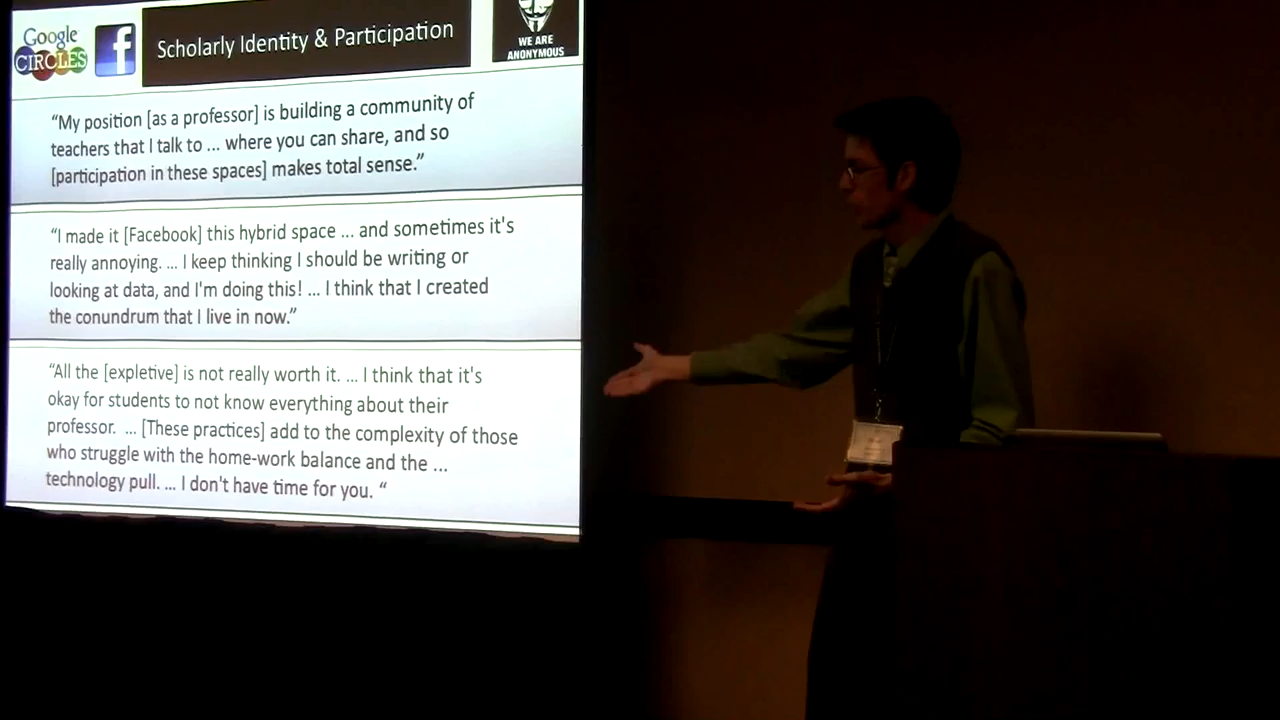 Google
CIRCLES
f
Scholarly Identity & Participation
WE ARE
ANONYMOUS
“My position [as a professor] is building a community of
teachers that I talk to ... where you can share, and so
[participation in these spaces] makes total sense.”
“I made it [Facebook] this hybrid space ... and sometimes it's
really annoying. ... I keep thinking I should be writing or
looking at data, and I'm doing this! ... I think that I created
the conundrum that I live in now.”
“All the [expletive] is not really worth it. ... I think that it's
okay for students to not know everything about their
professor.  ... [These practices] add to the complexity of those
who struggle with the home-work balance and the ...
technology pull. ... I don't have time for you. “